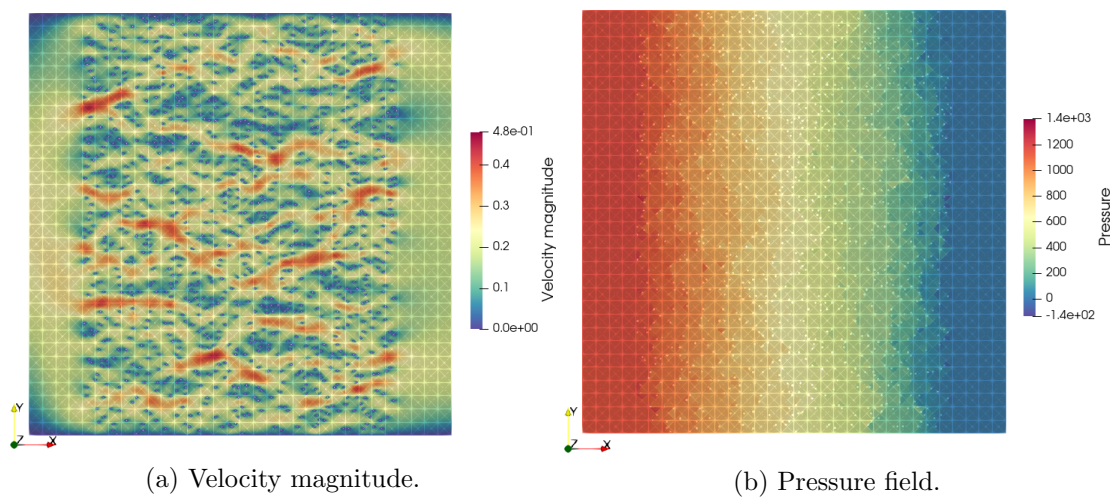 4.8e-01
0.4
0.3
0.2
0.1
0.0e+00
Velocity magnitude
Y
Z
X
(a) Velocity magnitude.
1.4e+03
1200
1000
800
600
400
200
0
-1.4e+02
Pressure
Y
Z
X
(b) Pressure field.